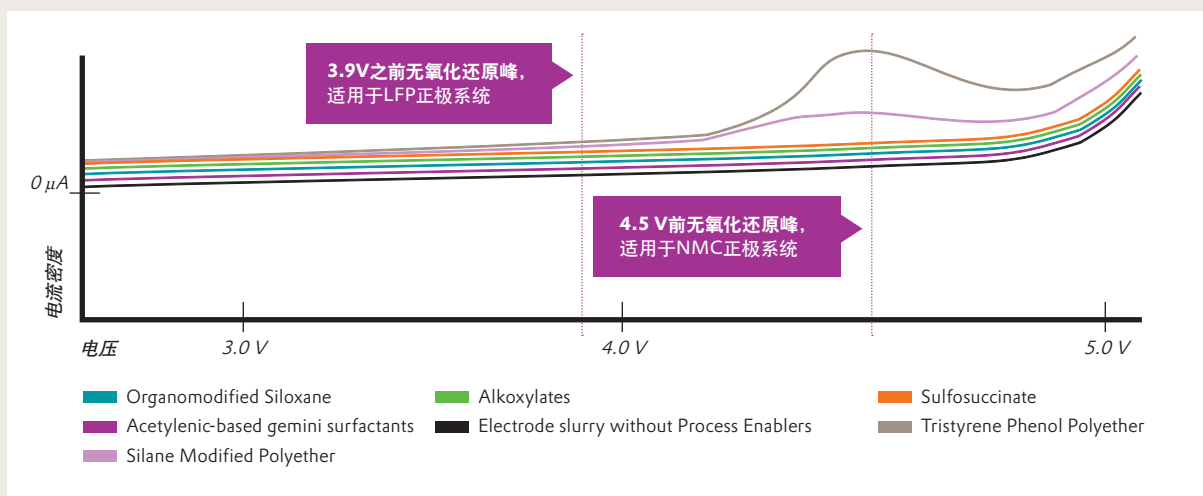 3.9V之前无氧化还原峰，
适用于LFP正极系统
0 µA
4.5 V前无氧化还原峰，
适用于NMC正极系统
电流密度
电压
3.0 V
4.0 V
5.0 V
Organomodified Siloxane
Alkoxylates
Sulfosuccinate
Acetylenic-based gemini surfactants
Electrode slurry without Process Enablers
Tristyrene Phenol Polyether
Silane Modified Polyether